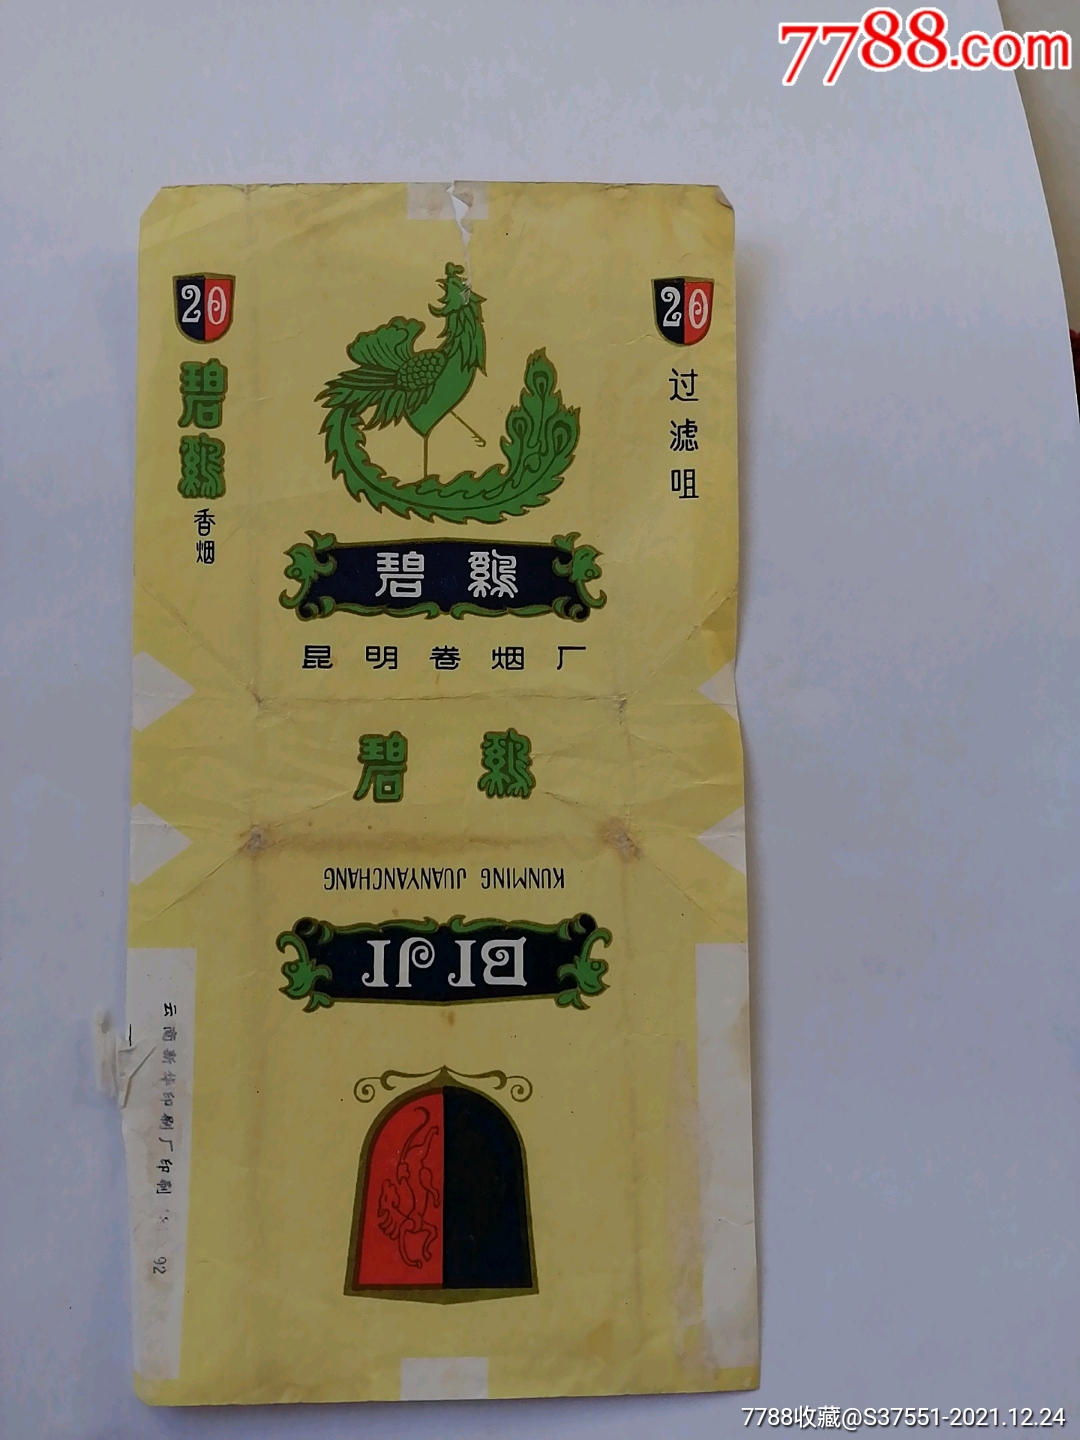 7788.com
20
碧鷄
香烟
20
过滤咀
碧鷄
昆明卷烟厂
碧鷄
KUNMING JUANYANCHANG
BI JI
云南新华印刷厂印制
92
7788收藏@S37551-2021.12.24